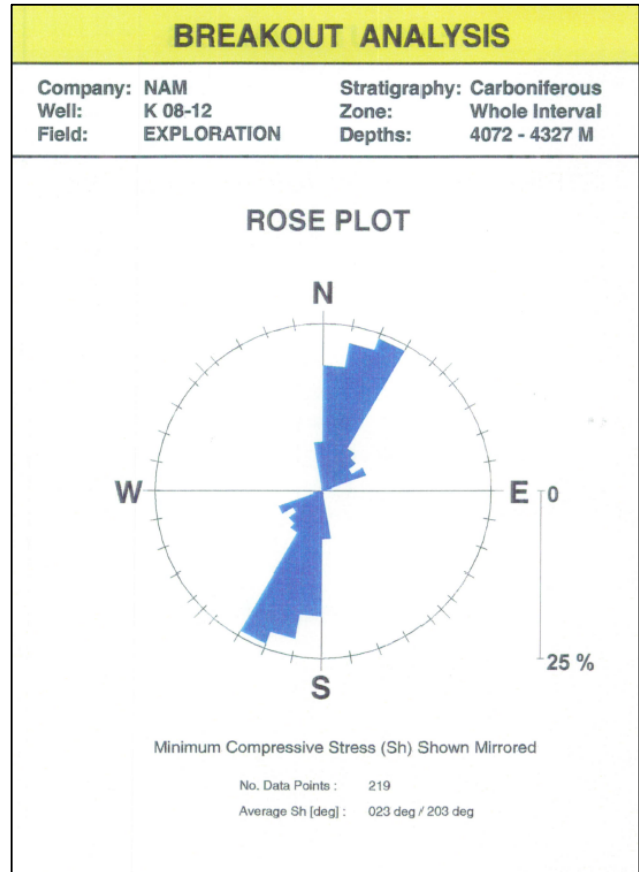 BREAKOUT ANALYSIS
Company: NAM Stratigraphy: Carboniferous
Well: K 08-12 Zone: Whole Interval
Field: EXPLORATION Depths: 4072 - 4327 M
ROSE PLOT
N
W E 0
25 %
S
Minimum Compressive Stress (Sh) Shown Mirrored
No. Data Points : 219
Average Sh [deg] : 023 deg / 203 deg